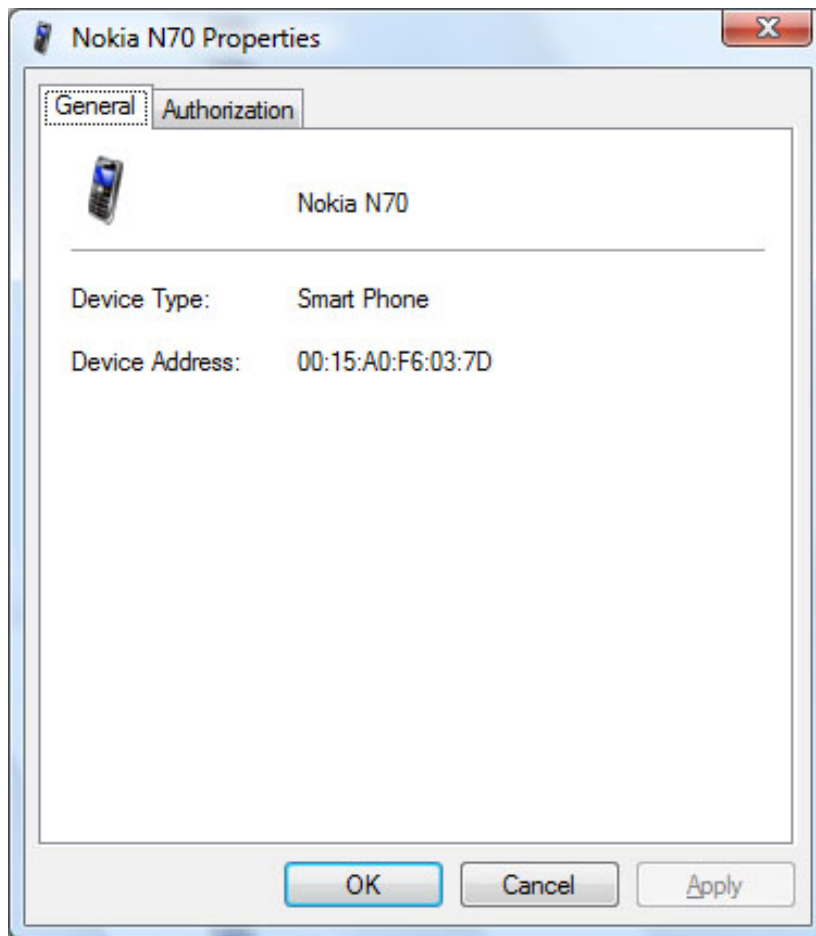 Nokia N70 Properties
General Authorization
Nokia N70
Device Type: Smart Phone
Device Address: 00:15:A0:F6:03:7D
OK Cancel Apply